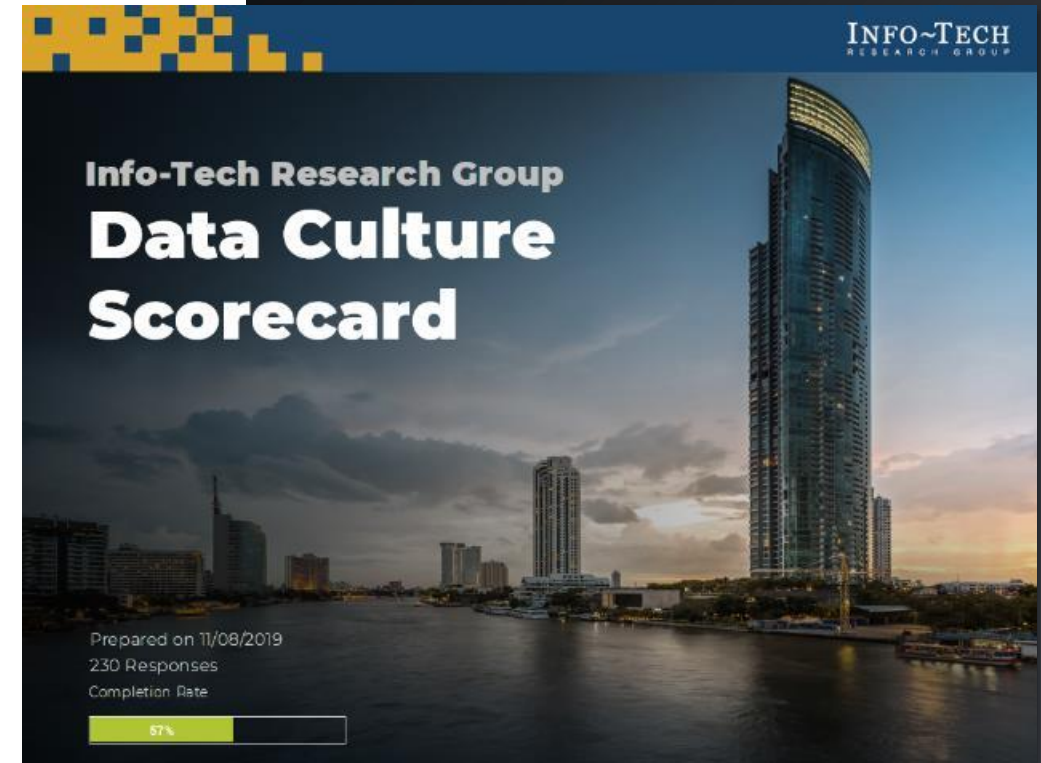 INFO~TECH
RESEARCH GROUP
Info-Tech Research Group
Data Culture
Scorecard
Prepared on 11/08/2019
230 Responses
Completion Rate
57%